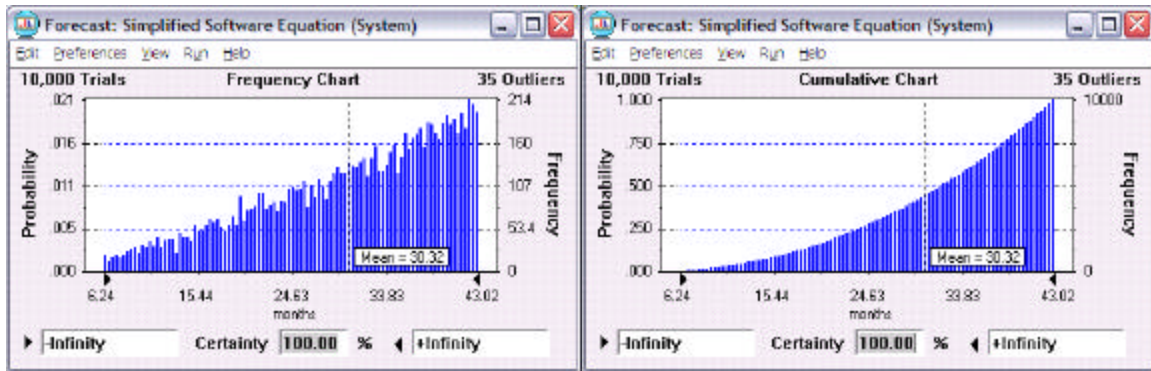 Forecast: Simplified Software Equation (System)
Edit Preferences View Run Help
10,000 Trials Frequency Chart 35 Outliers
.021
.016
.011
.005
.000
Probability
214
160
107
53.4
0
Frequency
Mean = 30.32
6.24 15.44 24.63 33.83 43.02
months
-Infinity Certainty 100.00 % +Infinity
Forecast: Simplified Software Equation (System)
Edit Preferences View Run Help
10,000 Trials Cumulative Chart 35 Outliers
1.000
.750
.500
.250
.000
Probability
10000
0
Frequency
Mean = 30.32
6.24 15.44 24.63 33.83 43.02
months
-Infinity Certainty 100.00 % +Infinity